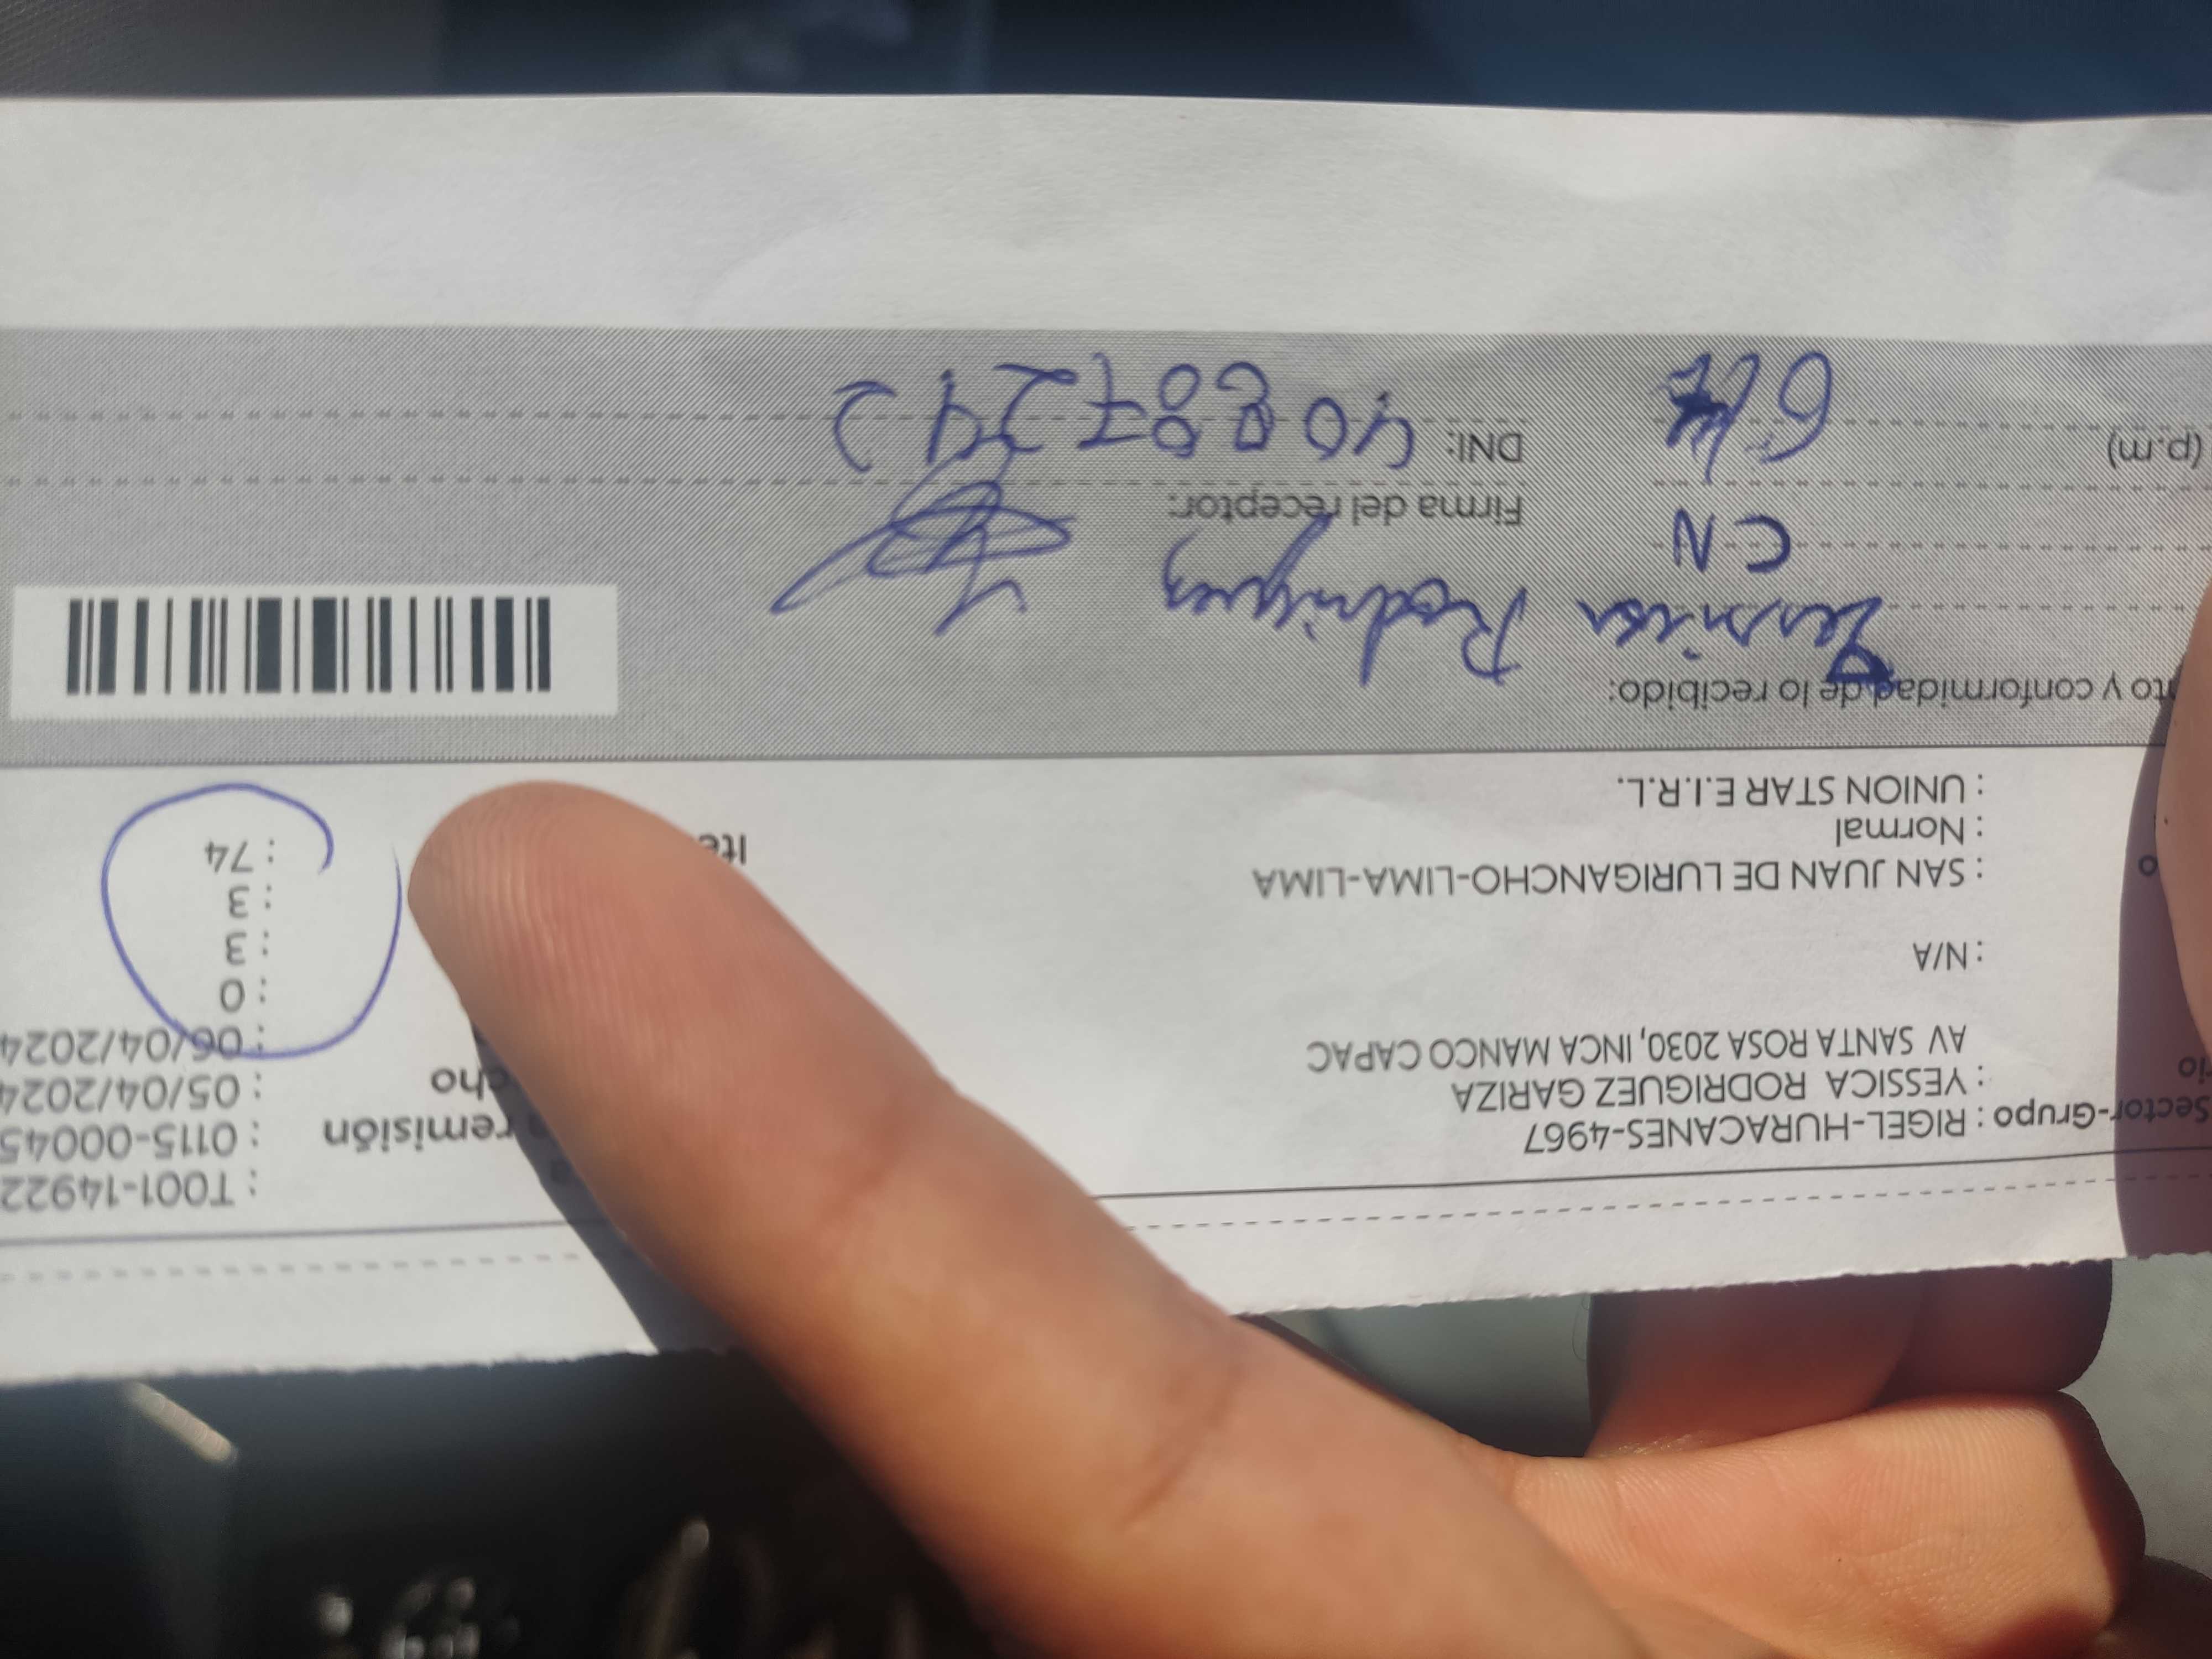 : T001-14922
Sector-Grupo : RIGEL-HURACANES-4967
remisión : 0115-00045
: YESSICA RODRIGUEZ GARIZA
: 05/04/2024
AV SANTA ROSA 2030, INCA MANCO CAPAC
: 06/04/2024
: 0
: N/A
: 3
: SAN JUAN DE LURIGANCHO-LIMA-LIMA
: 3
: Normal
: 74
: UNION STAR E.I.R.L.
y conformidad de lo recibido:
Yessica Rodriguez
CN
Firma del receptor:
(p.m)
DNI: 40887242